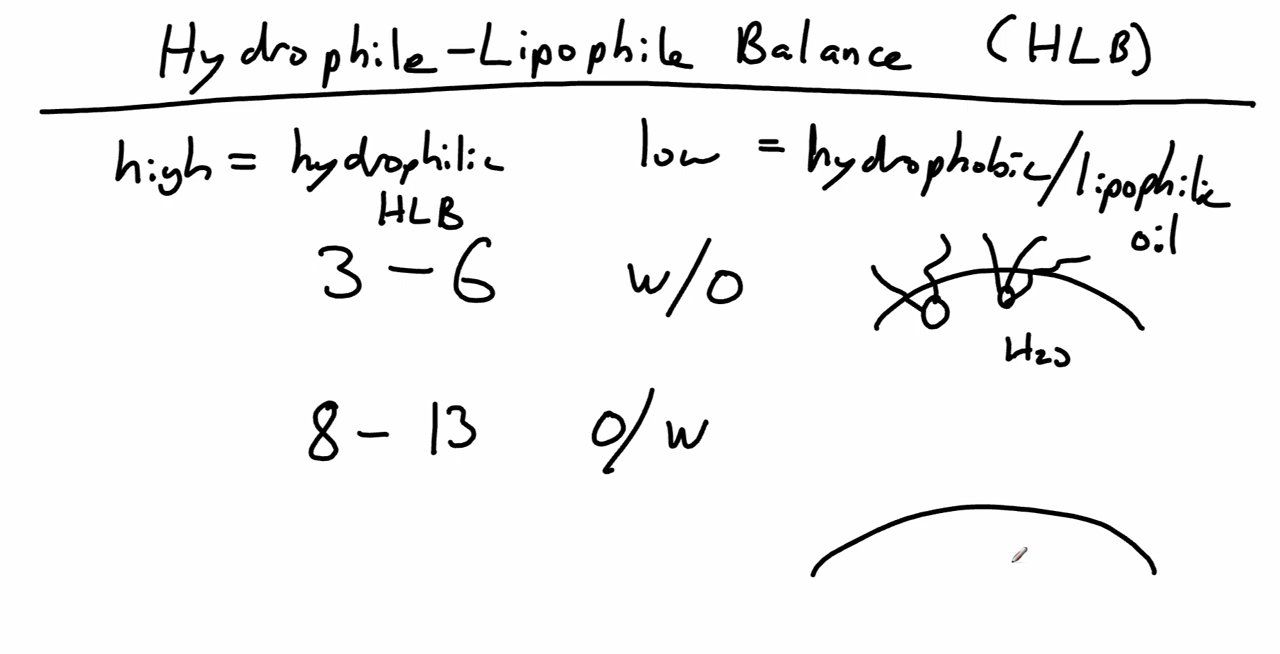 Hydrophile-Lipophile Balance (HLB)
high = hydrophilic low = hydrophobic/lipophilic
HLB oil
3-6 w/o
H2O
8-13 o/w